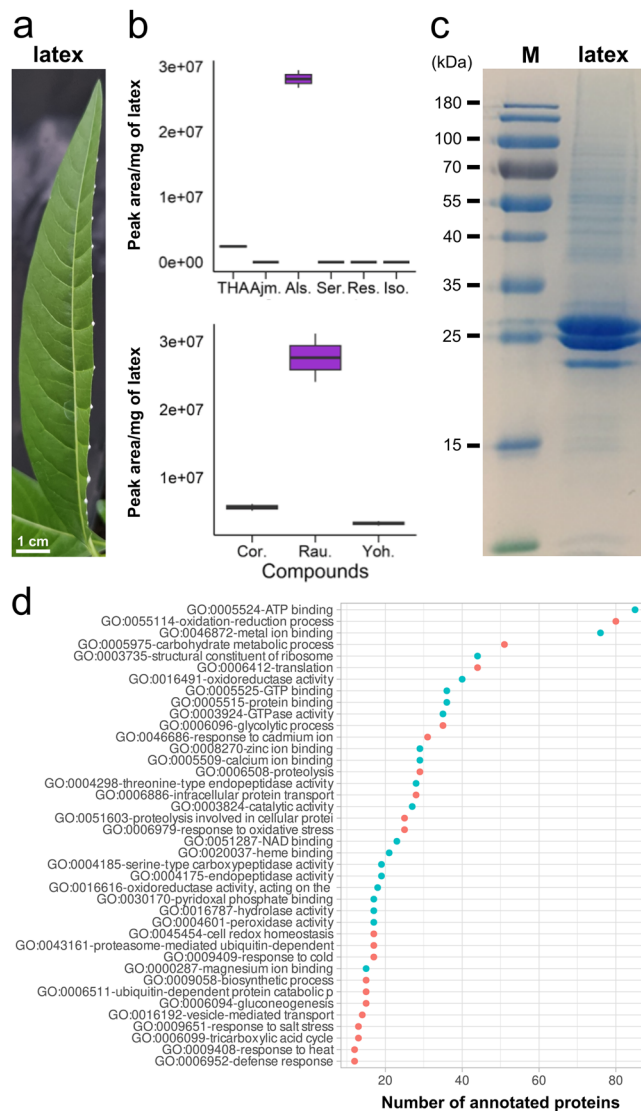 a
latex
1 cm
b
Peak area/mg of latex
3e+07
2e+07
1e+07
0e+00
THA Ajm. Als. Ser. Res. Iso.
Peak area/mg of latex
3e+07
2e+07
1e+07
Cor. Rau. Yoh.
Compounds
c
(kDa) M latex
180
100
70
55
40
35
25
15
d
GO:0005524-ATP binding
GO:0055114-oxidation-reduction process
GO:0046872-metal ion binding
GO:0005975-carbohydrate metabolic process
GO:0003735-structural constituent of ribosome
GO:0006412-translation
GO:0016491-oxidoreductase activity
GO:0005525-GTP binding
GO:0005515-protein binding
GO:0003924-GTPase activity
GO:0006096-glycolytic process
GO:0046686-response to cadmium ion
GO:0008270-zinc ion binding
GO:0005509-calcium ion binding
GO:0006508-proteolysis
GO:0004298-threonine-type endopeptidase activity
GO:0006886-intracellular protein transport
GO:0003824-catalytic activity
GO:0051603-proteolysis involved in cellular protei
GO:0006979-response to oxidative stress
GO:0051287-NAD binding
GO:0020037-heme binding
GO:0004185-serine-type carboxypeptidase activity
GO:0004175-endopeptidase activity
GO:0016616-oxidoreductase activity, acting on the
GO:0030170-pyridoxal phosphate binding
GO:0016787-hydrolase activity
GO:0004601-peroxidase activity
GO:0045454-cell redox homeostasis
GO:0043161-proteasome-mediated ubiquitin-dependent
GO:0009409-response to cold
GO:0000287-magnesium ion binding
GO:0009058-biosynthetic process
GO:0006511-ubiquitin-dependent protein catabolic p
GO:0006094-gluconeogenesis
GO:0016192-vesicle-mediated transport
GO:0009651-response to salt stress
GO:0006099-tricarboxylic acid cycle
GO:0009408-response to heat
GO:0006952-defense response
20 40 60 80
Number of annotated proteins